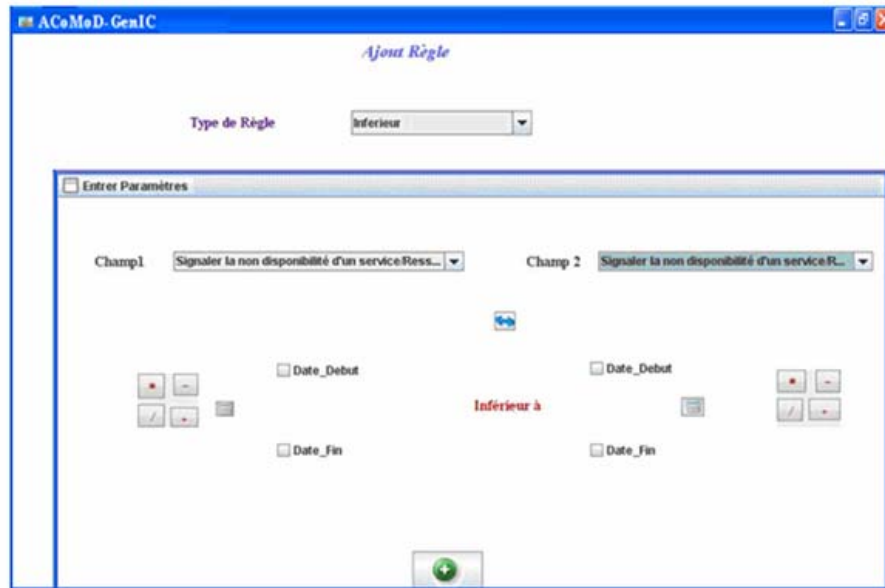 ACoMoD-GenIC
Ajout Règle
Type de Règle Inferieur
Entrer Paramètres
Champ1 Signaler la non disponibilité d'un service/Ress... Champ 2 Signaler la non disponibilité d'un service/R...
Date_Debut Date_Debut
Inférieur à
Date_Fin Date_Fin